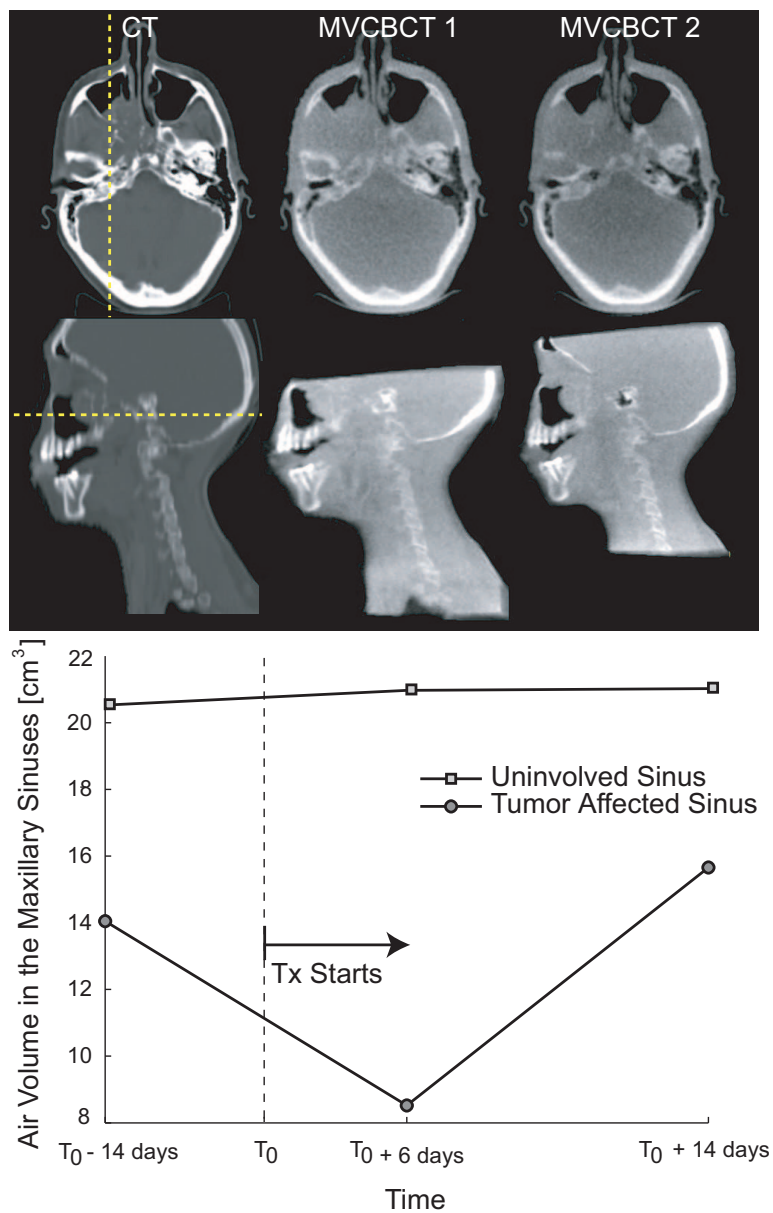 CT MVCBCT 1 MVCBCT 2
Air Volume in the Maxillary Sinuses [cm3]
22
20
18
16
14
12
10
8
Uninvolved Sinus
Tumor Affected Sinus
Tx Starts
T0 - 14 days T0 T0 + 6 days T0 + 14 days
Time